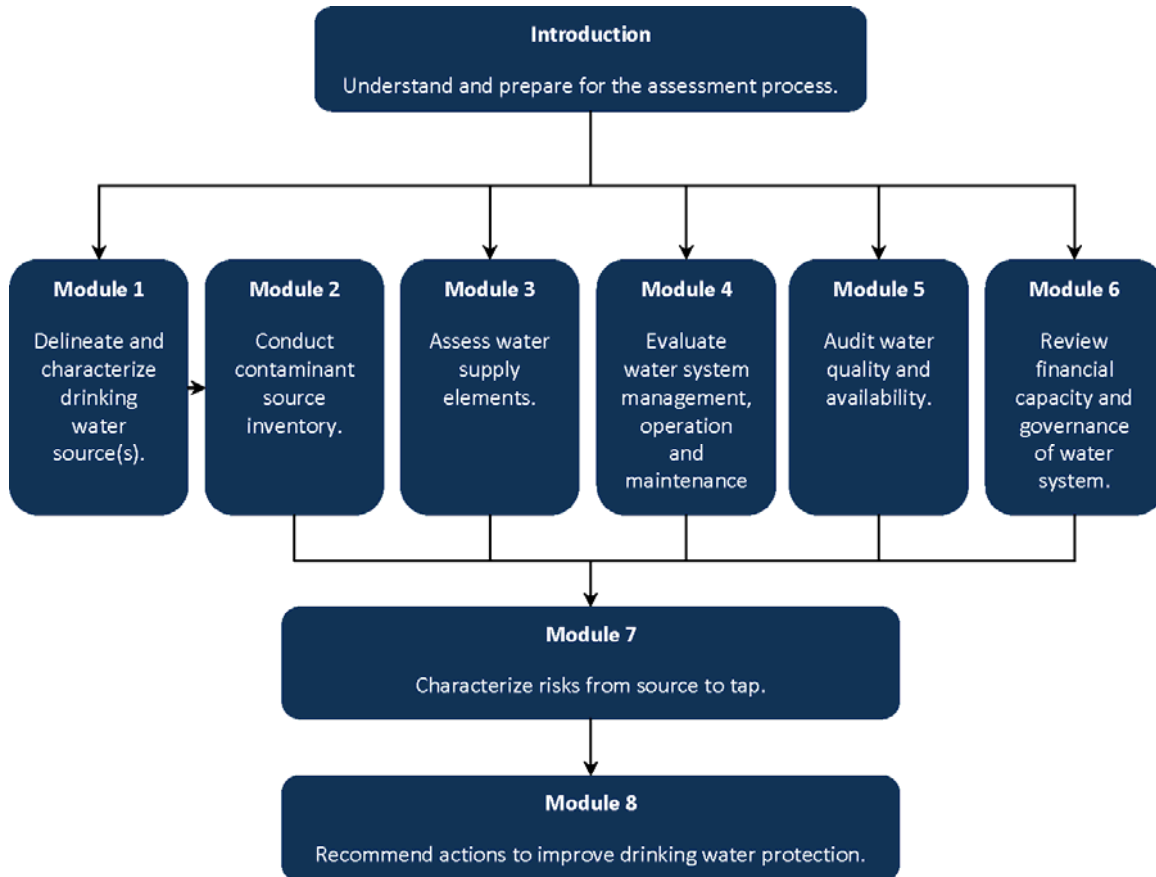 Introduction
Understand and prepare for the assessment process.
Module 1
Delineate and
characterize
drinking
water
source(s).
Module 2
Conduct
contaminant
source
inventory.
Module 3
Assess water
supply
elements.
Module 4
Evaluate
water system
management,
operation
and
maintenance
Module 5
Audit water
quality and
availability.
Module 6
Review
financial
capacity and
governance
of water
system.
Module 7
Characterize risks from source to tap.
Module 8
Recommend actions to improve drinking water protection.